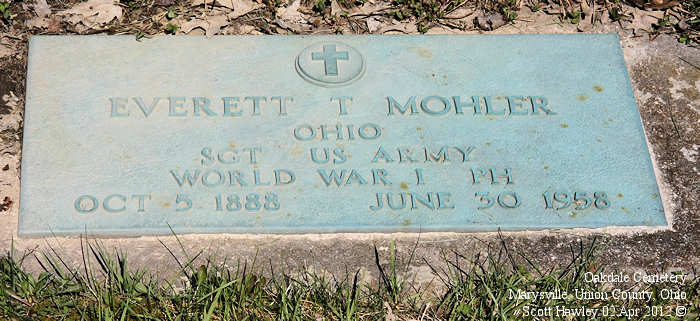 EVERETT T MOHLER
OHIO
SGT US ARMY
WORLD WAR I PH
OCT 5 1888 JUNE 30 1958
Oakdale Cemetery
Marysville, Union County, Ohio
Scott Hawley 02 Apr 2012 ©